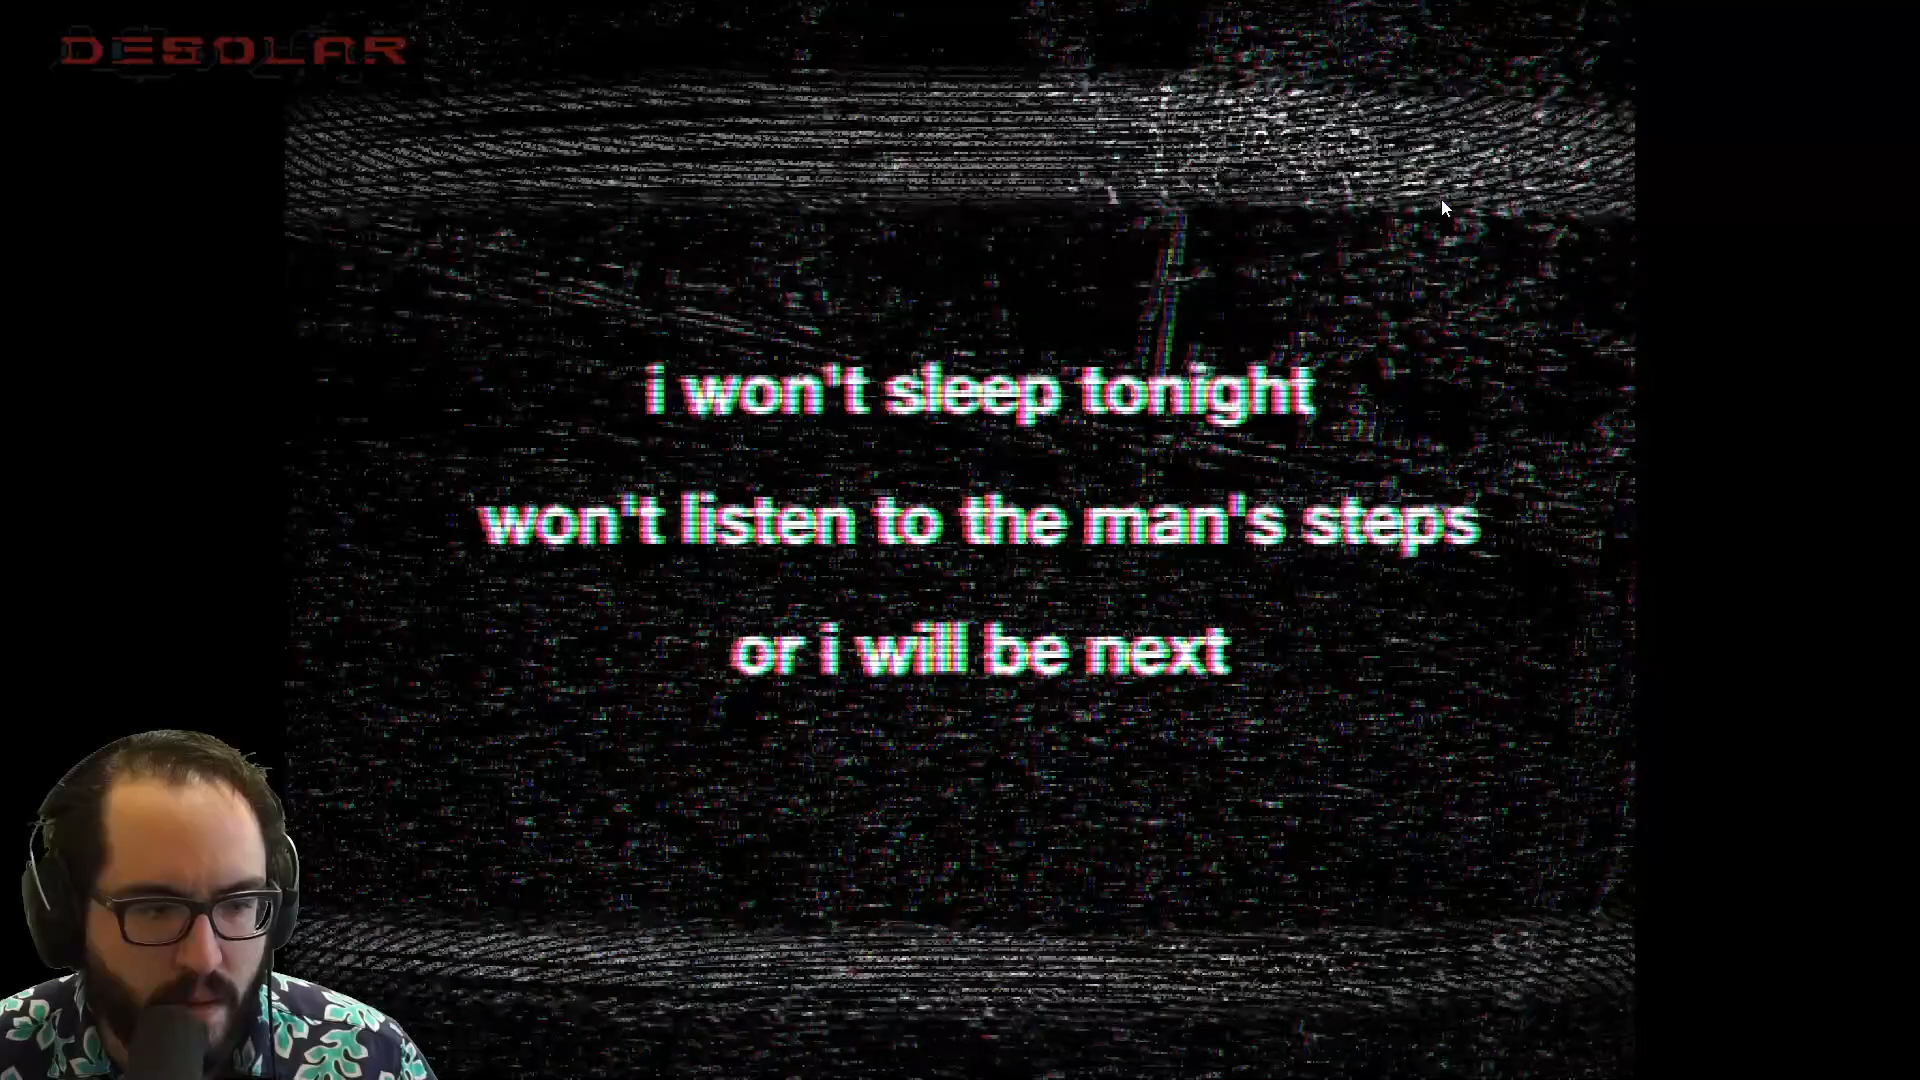 DESOLAR
i won't sleep tonight
won't listen to the man's steps
or i will be next